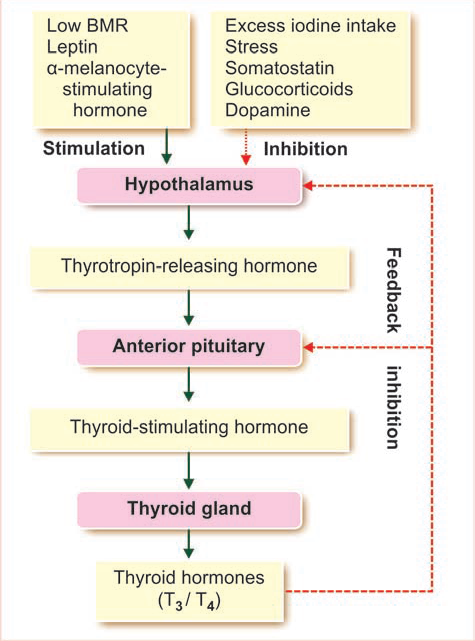 Low BMR
Leptin
α-melanocyte-
stimulating
hormone
Excess iodine intake
Stress
Somatostatin
Glucocorticoids
Dopamine
Stimulation
Inhibition
Hypothalamus
Thyrotropin-releasing hormone
Anterior pituitary
Thyroid-stimulating hormone
Thyroid gland
Thyroid hormones
(T3 / T4)
Feedback
inhibition